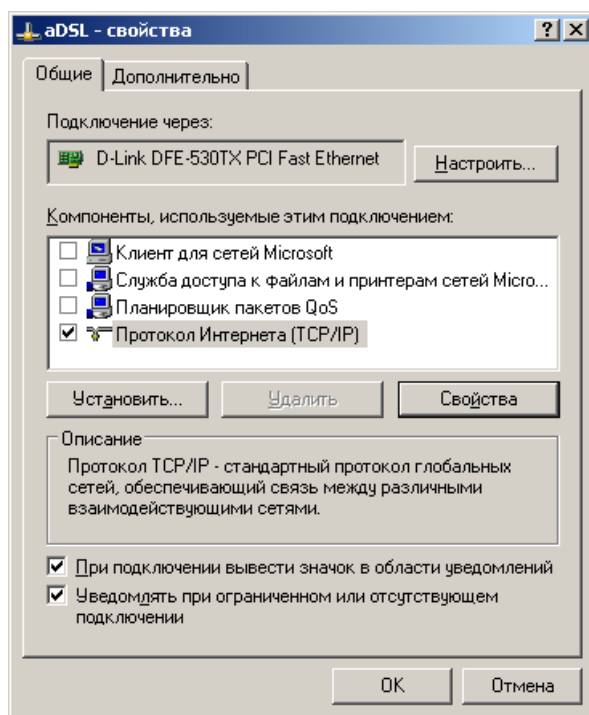 aDSL - свойства
Общие
Дополнительно
Подключение через:
D-Link DFE-530TX PCI Fast Ethernet
Настроить...
Компоненты, используемые этим подключением:
Клиент для сетей Microsoft
Служба доступа к файлам и принтерам сетей Micro...
Планировщик пакетов QoS
Протокол Интернета (TCP/IP)
Установить...
Удалить
Свойства
Описание
Протокол TCP/IP - стандартный протокол глобальных
сетей, обеспечивающий связь между различными
взаимодействующими сетями.
При подключении вывести значок в области уведомлений
Уведомлять при ограниченном или отсутствующем
подключении
OK
Отмена